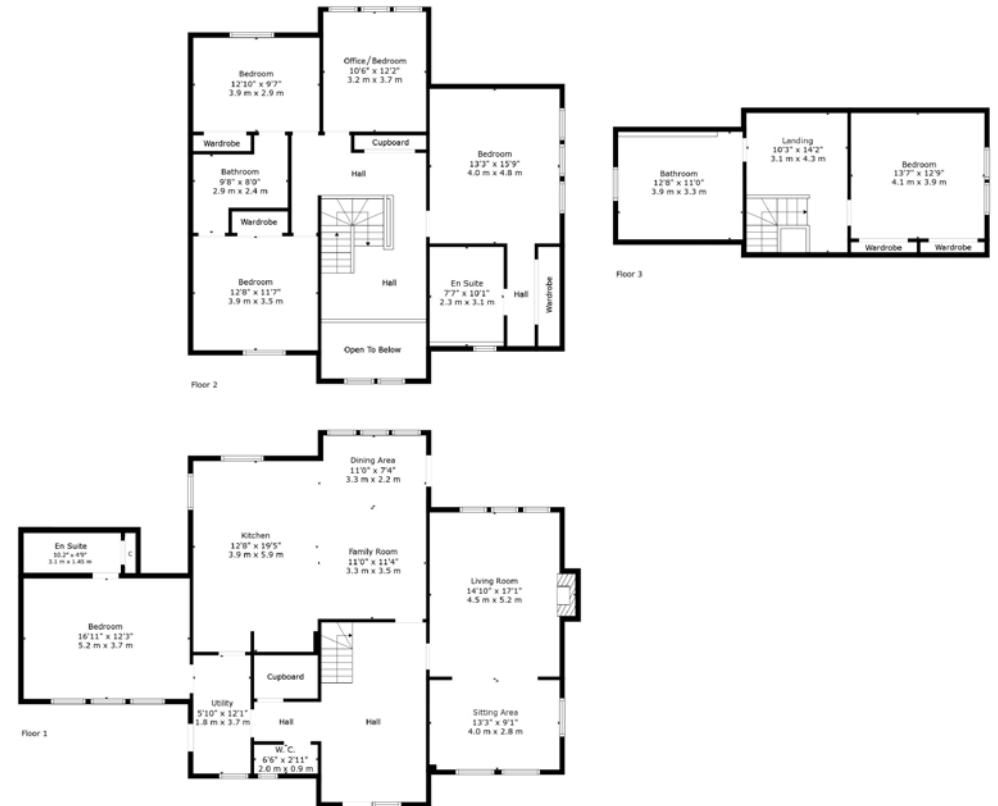 Office/Bedroom
10'6" x 12'2"
3.2 m x 3.7 m
Bedroom
12'10" x 9'7"
3.9 m x 2.9 m
Wardrobe
Cupboard
Bathroom
9'8" x 8'0"
2.9 m x 2.4 m
Hall
Bedroom
13'3" x 15'9"
4.0 m x 4.8 m
Wardrobe
Bedroom
12'8" x 11'7"
3.9 m x 3.5 m
Hall
En Suite
7'7" x 10'1"
2.3 m x 3.1 m
Hall
Wardrobe
Open To Below
Floor 2
Landing
10'3" x 14'2"
3.1 m x 4.3 m
Bathroom
12'8" x 11'0"
3.9 m x 3.3 m
Bedroom
13'7" x 12'9"
4.1 m x 3.9 m
Wardrobe
Wardrobe
Floor 3
Dining Area
11'0" x 7'4"
3.3 m x 2.2 m
Kitchen
12'8" x 19'5"
3.9 m x 5.9 m
Family Room
11'0" x 11'4"
3.3 m x 3.5 m
En Suite
10.2" x 4'9"
3.1 m x 1.45 m
C
Living Room
14'10" x 17'1"
4.5 m x 5.2 m
Bedroom
16'11" x 12'3"
5.2 m x 3.7 m
Cupboard
Utility
5'10" x 12'1"
1.8 m x 3.7 m
Hall
Hall
Sitting Area
13'3" x 9'1"
4.0 m x 2.8 m
W. C.
6'6" x 2'11"
2.0 m x 0.9 m
Floor 1